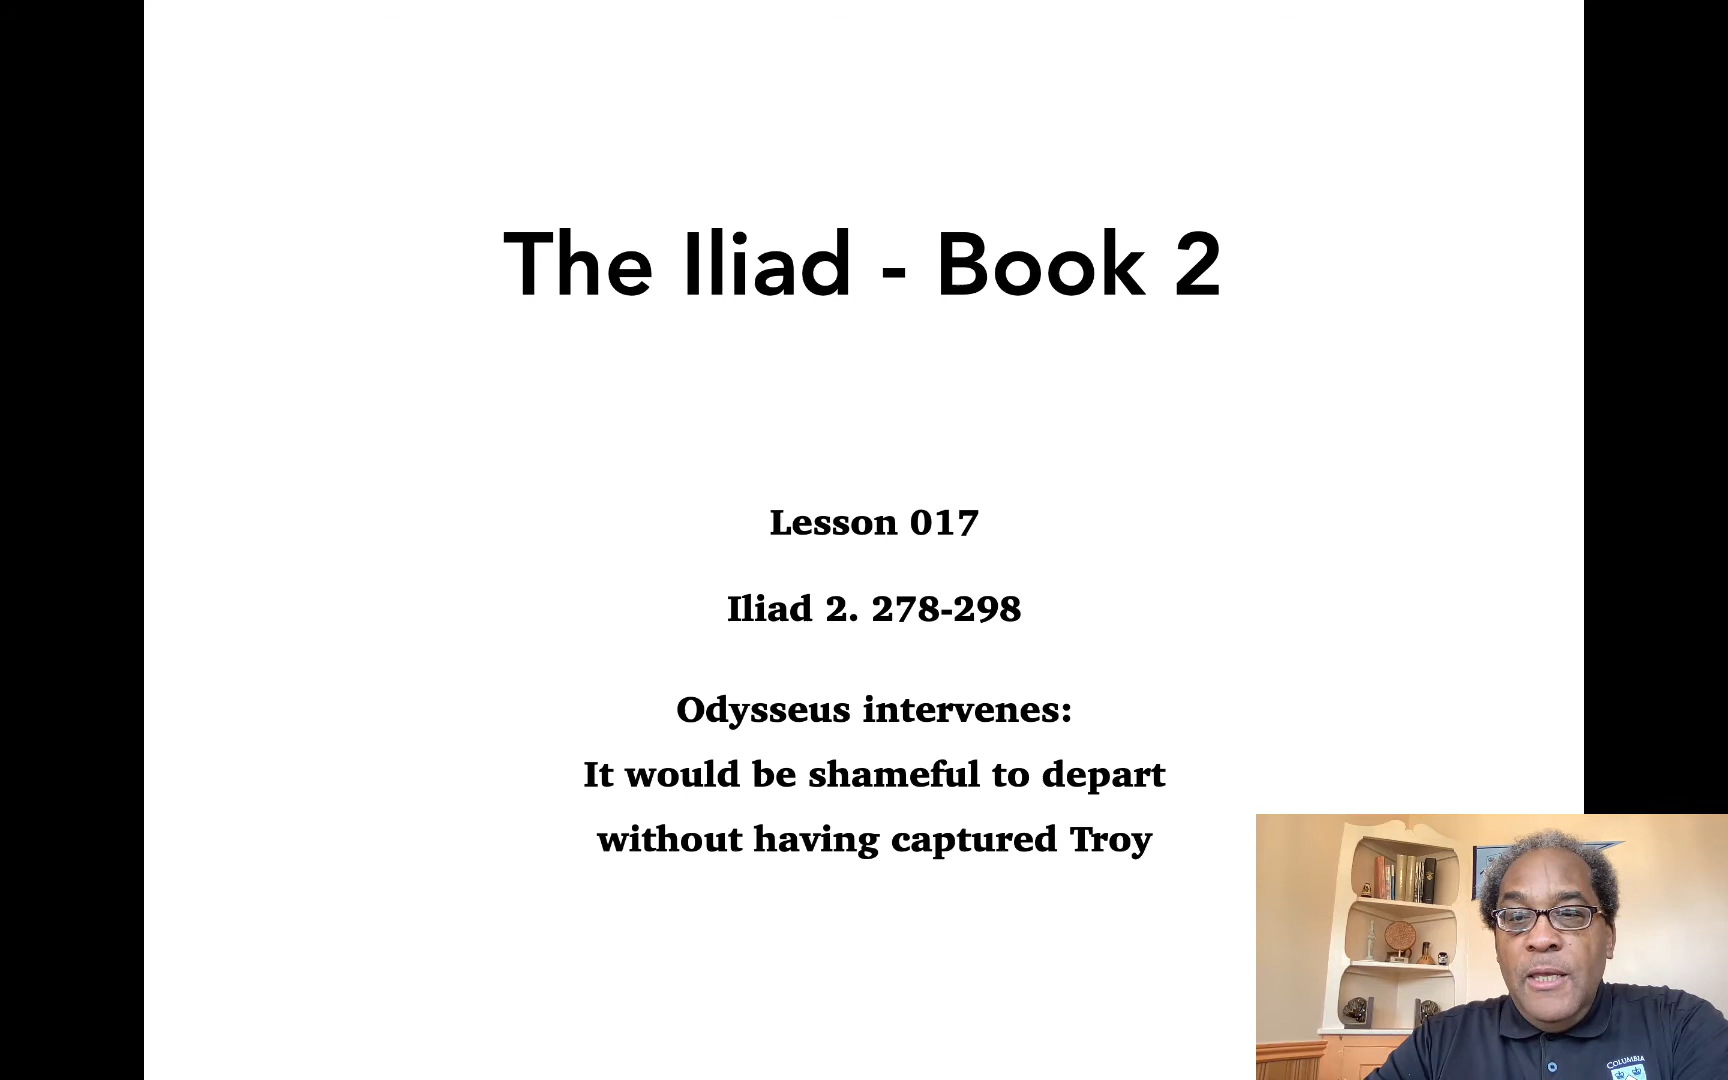 The Iliad - Book 2
Lesson 017
Iliad 2. 278-298
Odysseus intervenes:
It would be shameful to depart
without having captured Troy
COLUMBIA